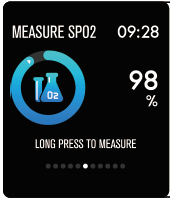 MEASURE SPO2 09:28
O2
98
%
LONG PRESS TO MEASURE